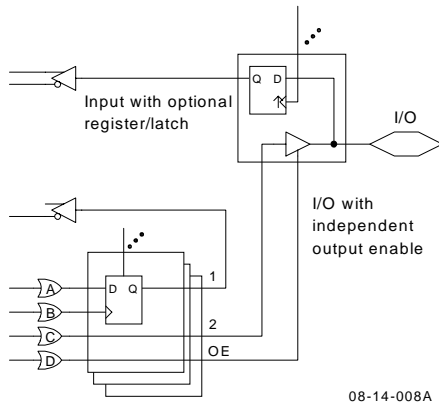 Q D
Input with optional
register/latch
I/O
I/O with
independent
output enable
1
A
D Q
B
2
C
OE
D
08-14-008A